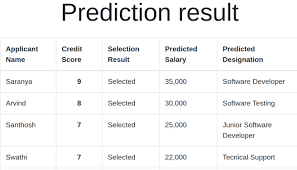 Prediction result
Applicant Name Credit Score Selection Result Predicted Salary Predicted Designation
Saranya 9 Selected 35,000 Software Developer
Arvind 8 Selected 30,000 Software Testing
Santhosh 7 Selected 25,000 Junior Software Developer
Swathi 7 Selected 22,000 Tecnical Support